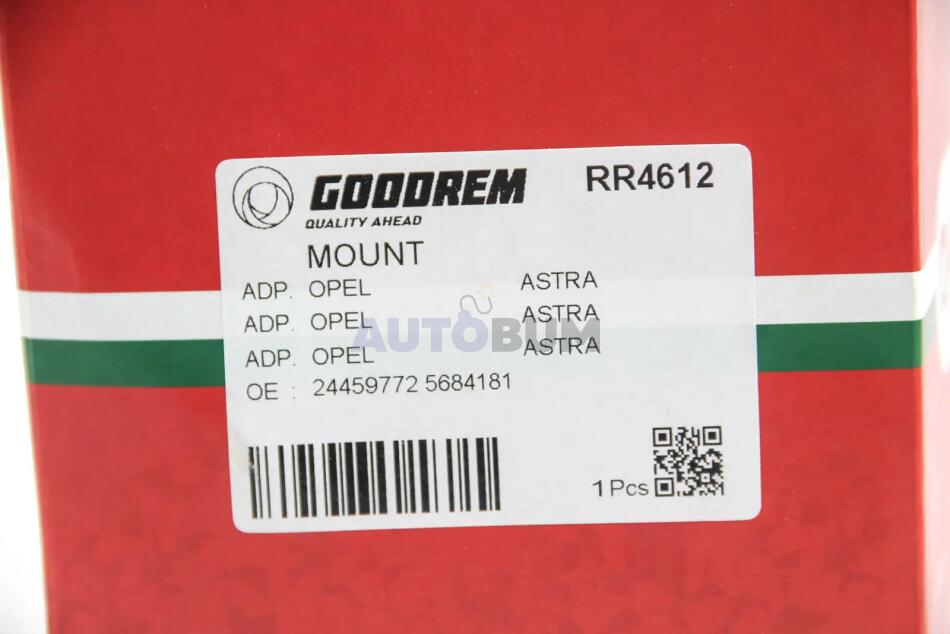 GOODREM RR4612
QUALITY AHEAD
MOUNT
ADP. OPEL ASTRA
ADP. OPEL ASTRA
AUTOBUM
ADP. OPEL ASTRA
OE : 24459772 5684181
1 Pcs